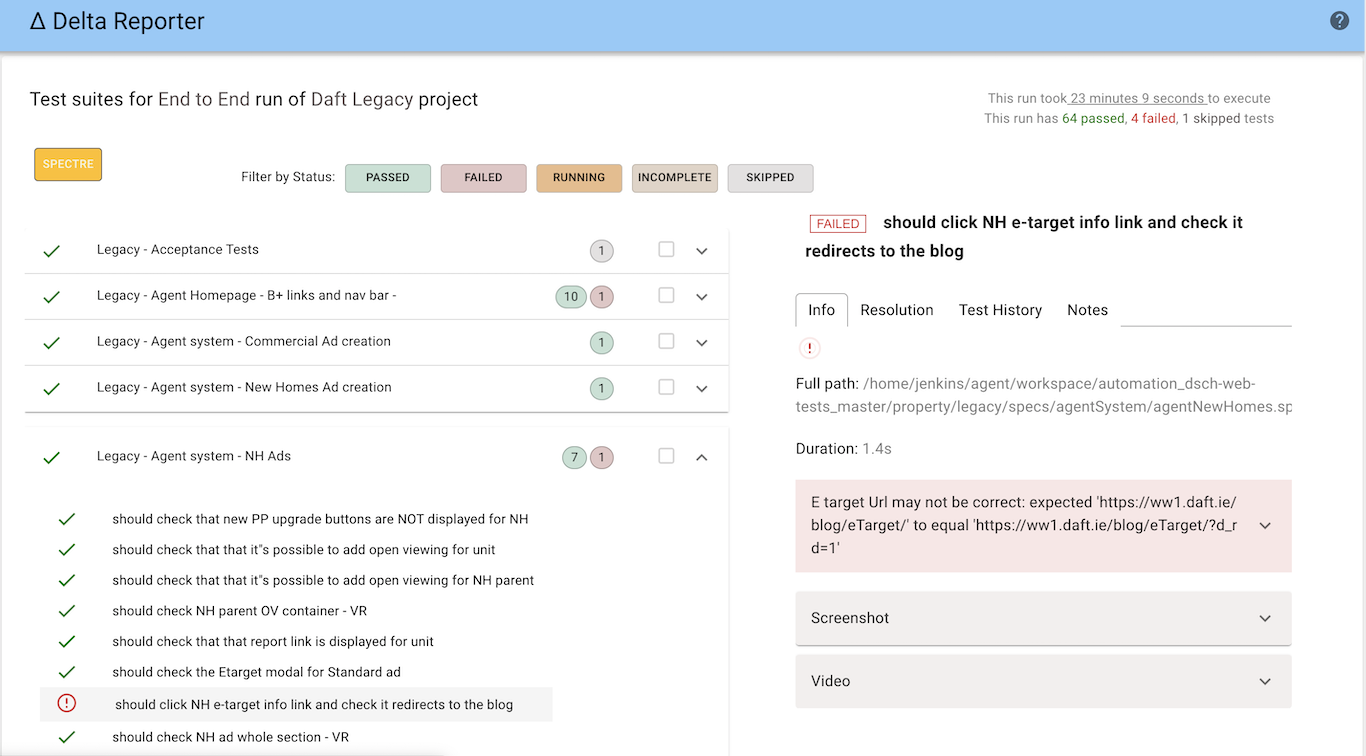 Δ Delta Reporter
Test suites for End to End run of Daft Legacy project
This run took 23 minutes 9 seconds to execute
This run has 64 passed, 4 failed, 1 skipped tests
SPECTRE
Filter by Status: PASSED FAILED RUNNING INCOMPLETE SKIPPED
Legacy - Acceptance Tests 1
Legacy - Agent Homepage - B+ links and nav bar - 10 1
Legacy - Agent system - Commercial Ad creation 1
Legacy - Agent system - New Homes Ad creation 1
Legacy - Agent system - NH Ads 7 1
should check that new PP upgrade buttons are NOT displayed for NH
should check that that it"s possible to add open viewing for unit
should check that that it"s possible to add open viewing for NH parent
should check NH parent OV container - VR
should check that that report link is displayed for unit
should check the Etarget modal for Standard ad
should click NH e-target info link and check it redirects to the blog
should check NH ad whole section - VR
FAILED should click NH e-target info link and check it
redirects to the blog
Info Resolution Test History Notes
Full path: /home/jenkins/agent/workspace/automation_dsch-web-
tests_master/property/legacy/specs/agentSystem/agentNewHomes.sp
Duration: 1.4s
E target Url may not be correct: expected 'https://ww1.daft.ie/
blog/eTarget/' to equal 'https://ww1.daft.ie/blog/eTarget/?d_r
d=1'
Screenshot
Video